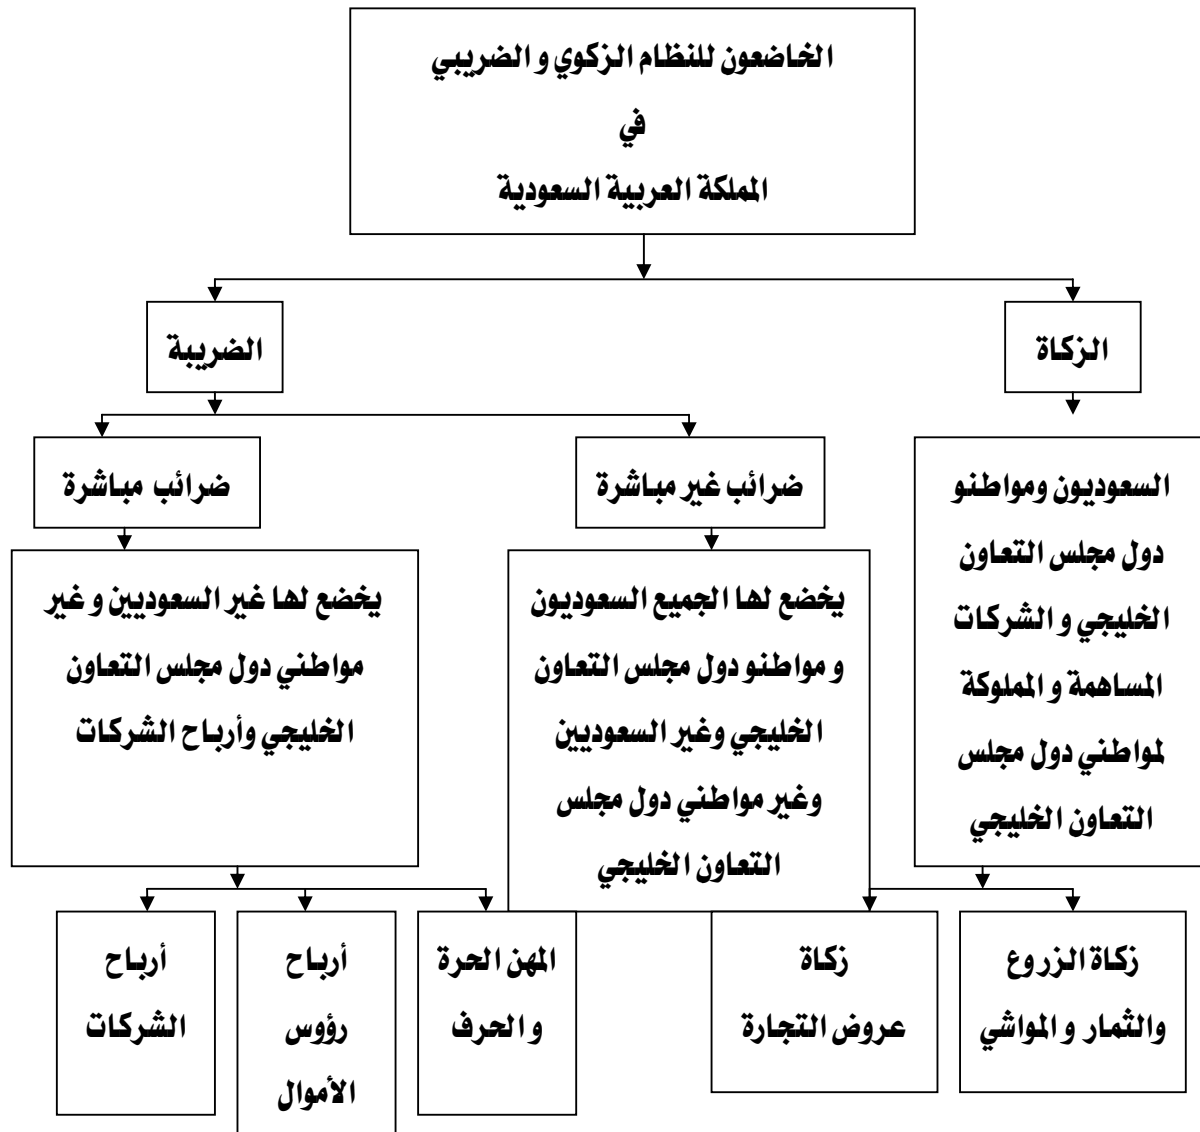 الخاضعون للنظام الزكوي و الضريبي
في
المملكة العربية السعودية
الزكاة
الضريبة
السعوديون ومواطنو
دول مجلس التعاون
الخليجي و الشركات
المساهمة و المملوكة
لمواطني دول مجلس
التعاون الخليجي
ضرائب غير مباشرة
ضرائب مباشرة
يخضع لها الجميع السعوديون
و مواطنو دول مجلس التعاون
الخليجي وغير السعوديين
وغير مواطني دول مجلس
التعاون الخليجي
يخضع لها غير السعوديين و غير
مواطني دول مجلس التعاون
الخليجي وأرباح الشركات
زكاة الزروع
والثمار و المواشي
زكاة
عروض التجارة
المهن الحرة
و الحرف
أرباح
رؤوس
الأموال
أرباح
الشركات